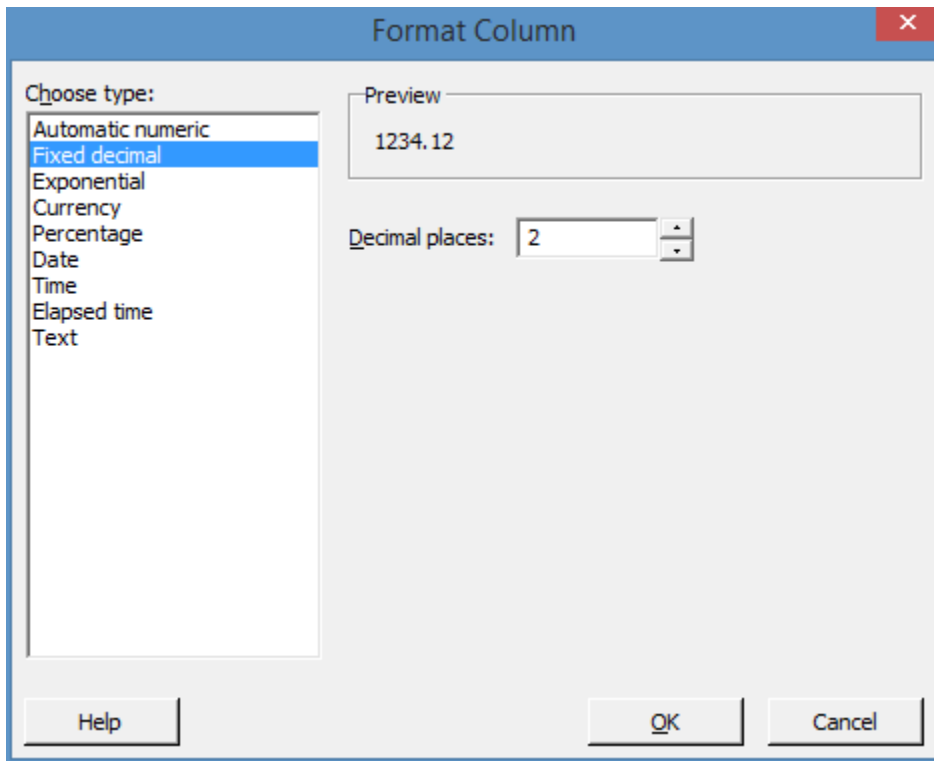 Format Column
Choose type:
Automatic numeric
Fixed decimal
Exponential
Currency
Percentage
Date
Time
Elapsed time
Text
Preview
1234.12
Decimal places: 2
Help
OK
Cancel